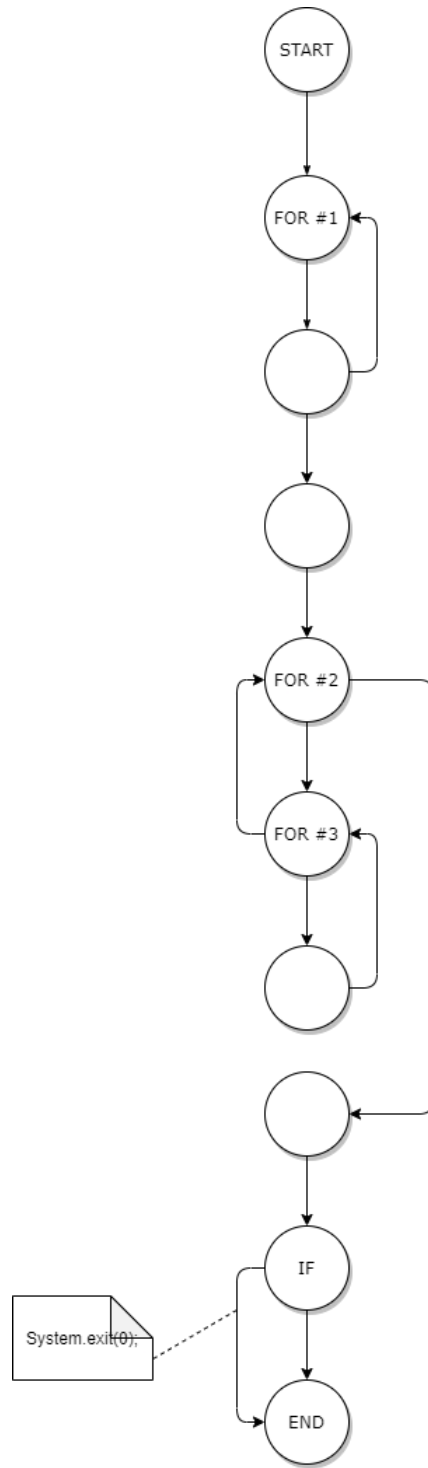 START
FOR #1
FOR #2
FOR #3
IF
System.exit(0);
END